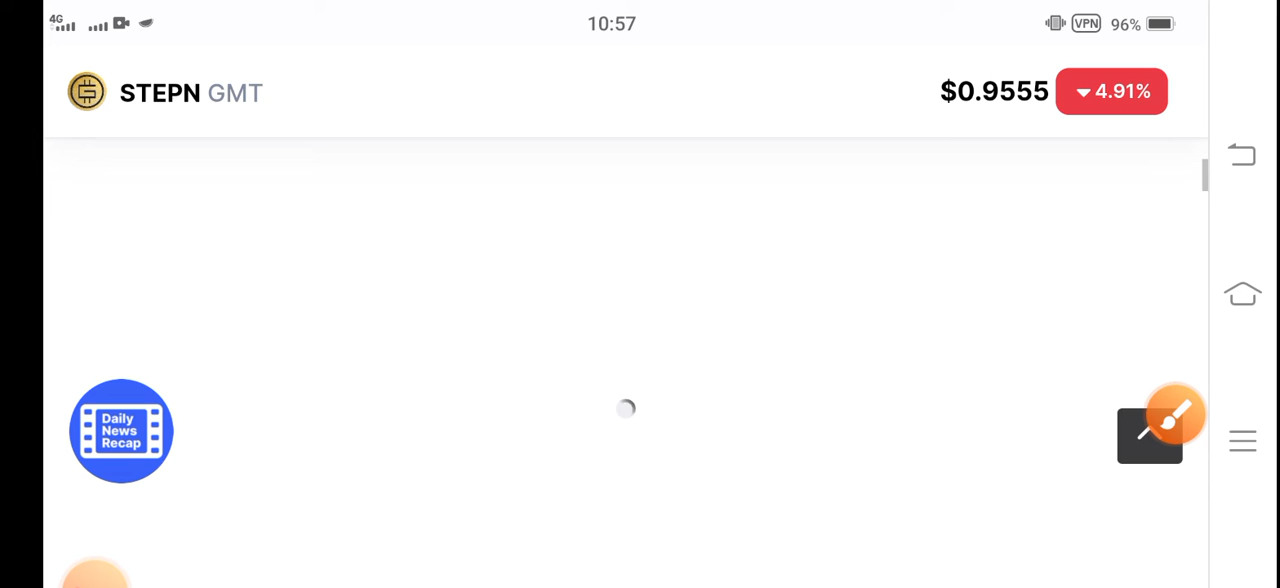 4G 10:57 VPN 96%
STEPN GMT $0.9555 4.91%
Daily
News
Recap